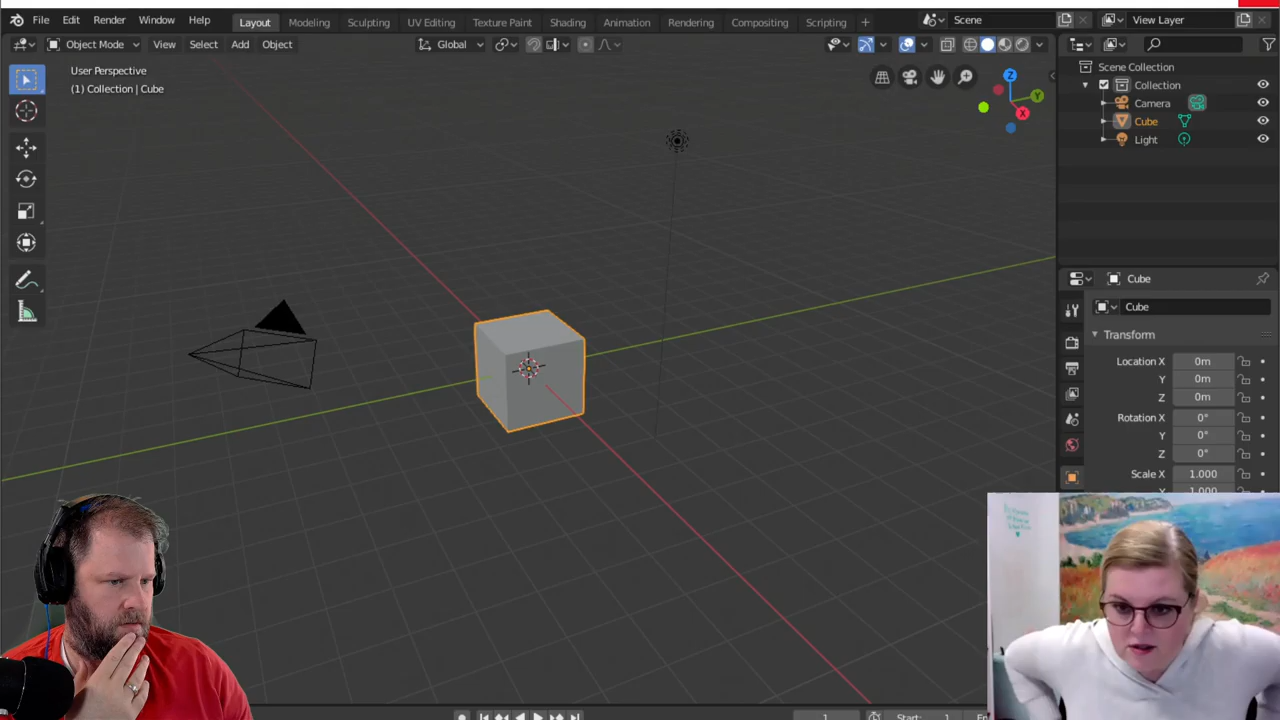 File Edit Render Window Help Layout Modeling Sculpting UV Editing Texture Paint Shading Animation Rendering Compositing Scripting + Scene View Layer
Object Mode View Select Add Object Global
User Perspective
(1) Collection | Cube
Z
Y
X
Scene Collection
Collection
Camera
Cube
Light
Cube
Cube
Transform
Location X 0m
Y 0m
Z 0m
Rotation X 0°
Y 0°
Z 0°
Scale X 1.000
1.000
1 Start: 1